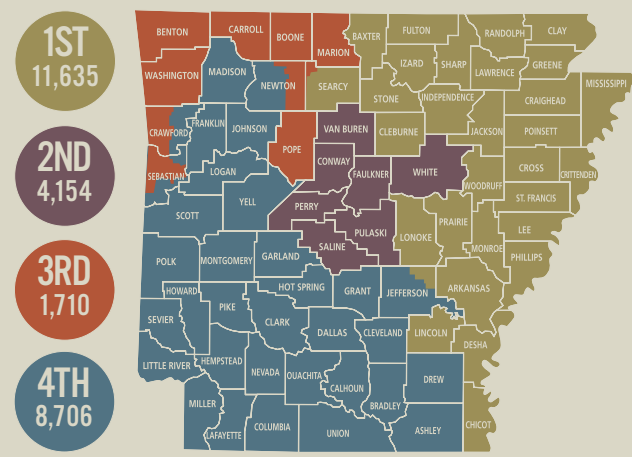 1ST
11,635
2ND
4,154
3RD
1,710
4TH
8,706
BENTON
CARROLL
BOONE
MARION
BAXTER
FULTON
RANDOLPH
CLAY
WASHINGTON
MADISON
NEWTON
SEARCY
IZARD
SHARP
LAWRENCE
GREENE
MISSISSIPPI
STONE
INDEPENDENCE
CRAIGHEAD
CRAWFORD
FRANKLIN
JOHNSON
POPE
VAN BUREN
CLEBURNE
JACKSON
POINSETT
SEBASTIAN
LOGAN
CONWAY
FAULKNER
WHITE
WOODRUFF
CROSS
CRITTENDEN
ST. FRANCIS
SCOTT
YELL
PERRY
PULASKI
SALINE
LONOKE
PRAIRIE
MONROE
LEE
PHILLIPS
POLK
MONTGOMERY
GARLAND
HOT SPRING
GRANT
JEFFERSON
ARKANSAS
HOWARD
PIKE
CLARK
SEVIER
DALLAS
CLEVELAND
LINCOLN
DESHA
LITTLE RIVER
HEMPSTEAD
NEVADA
OUACHITA
CALHOUN
BRADLEY
DREW
MILLER
LAFAYETTE
COLUMBIA
UNION
ASHLEY
CHICOT